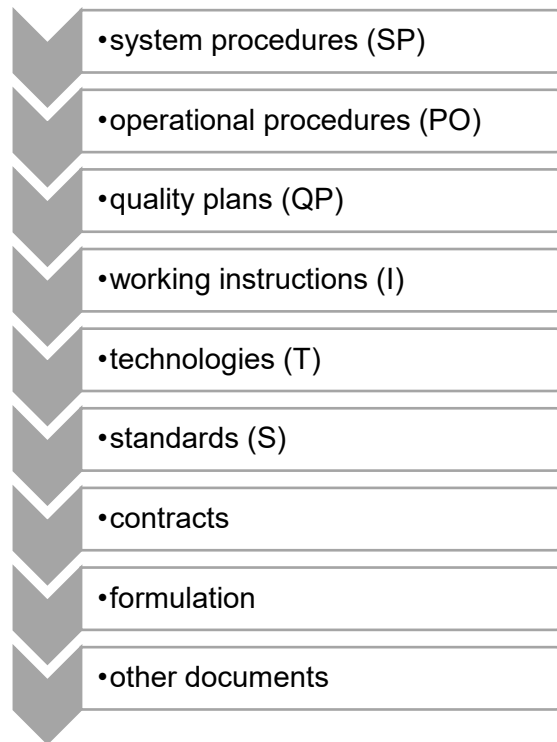 •system procedures (SP)
•operational procedures (PO)
•quality plans (QP)
•working instructions (I)
•technologies (T)
•standards (S)
•contracts
•formulation
•other documents